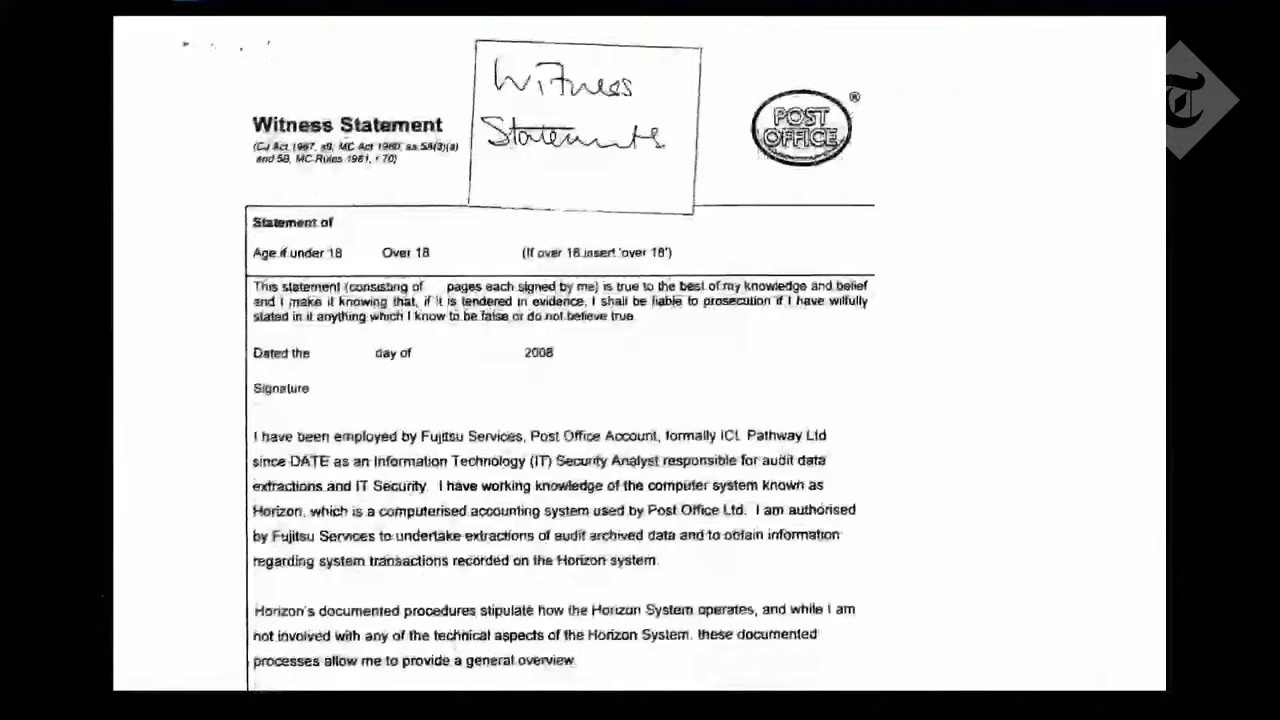 Witness
Statements
Witness Statement
(CJ Act 1967, s9, MC Act 1980, ss 5A(3)(a)
and 5B, MC Rules 1981, r 70)
POST
OFFICE
®
Statement of
Age if under 18 Over 18 (If over 18 insert 'over 18')
This statement (consisting of pages each signed by me) is true to the best of my knowledge and belief
and I make it knowing that, if it is tendered in evidence, I shall be liable to prosecution if I have wilfully
stated in it anything which I know to be false or do not believe true
Dated the day of 2008
Signature
I have been employed by Fujitsu Services, Post Office Account, formally ICL Pathway Ltd
since DATE as an Information Technology (IT) Security Analyst responsible for audit data
extractions and IT Security. I have working knowledge of the computer system known as
Horizon, which is a computerised accounting system used by Post Office Ltd. I am authorised
by Fujitsu Services to undertake extractions of audit archived data and to obtain information
regarding system transactions recorded on the Horizon system.
Horizon's documented procedures stipulate how the Horizon System operates, and while I am
not involved with any of the technical aspects of the Horizon System, these documented
processes allow me to provide a general overview.
T